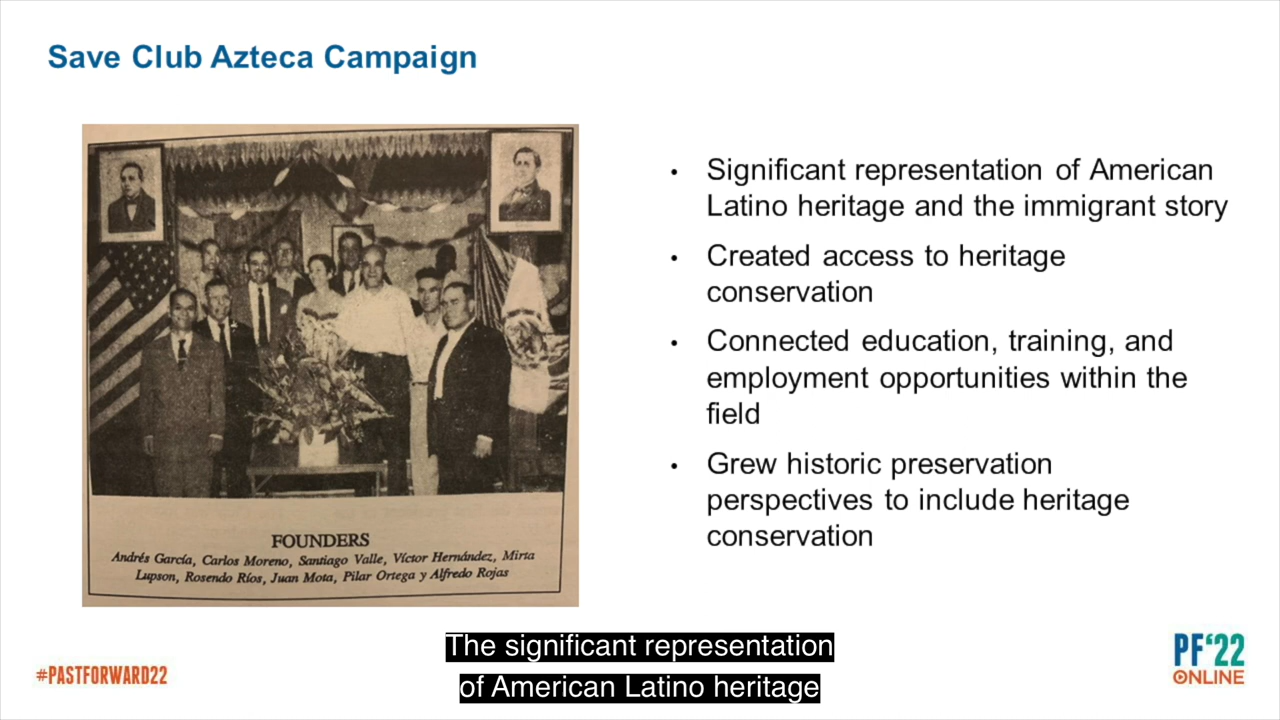 Save Club Azteca Campaign
FOUNDERS
Andrés García, Carlos Moreno, Santiago Valle, Víctor Hernández, Mirta
Lupson, Rosendo Ríos, Juan Mota, Pilar Ortega y Alfredo Rojas
• Significant representation of American
Latino heritage and the immigrant story
• Created access to heritage
conservation
• Connected education, training, and
employment opportunities within the
field
• Grew historic preservation
perspectives to include heritage
conservation
The significant representation
of American Latino heritage
#PASTFORWARD22
PF‘22
ONLINE